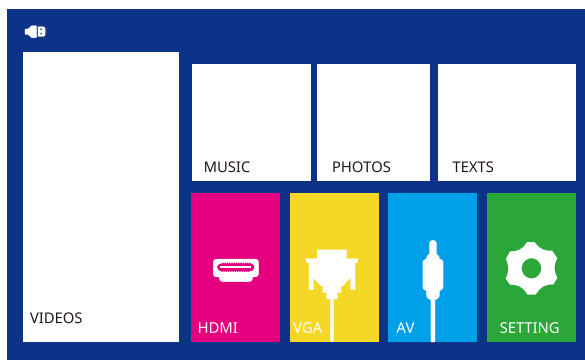 MUSIC
PHOTOS
TEXTS
VIDEOS
HDMI
VGA
AV
SETTING